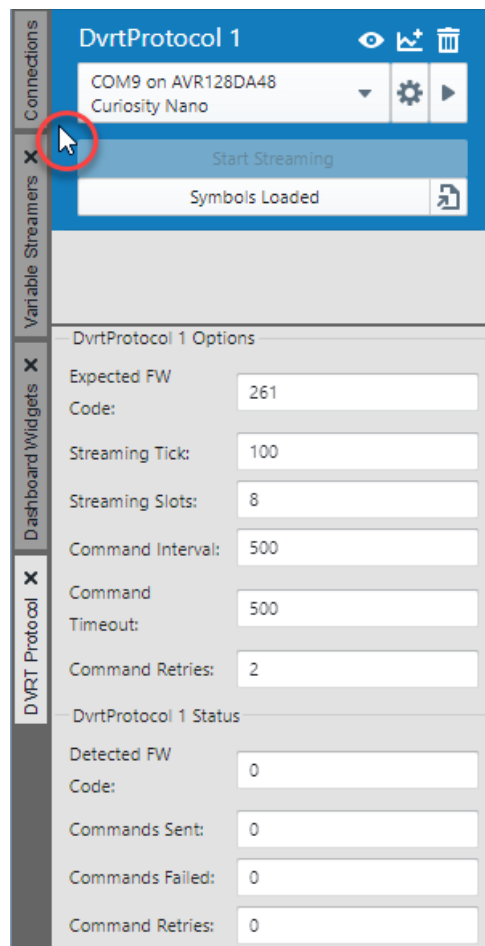 Connections
Variable Streamers
Dashboard Widgets
DVRT Protocol
DvrtProtocol 1
COM9 on AVR128DA48
Curiosity Nano
Start Streaming
Symbols Loaded
DvrtProtocol 1 Options
Expected FW
Code:
261
Streaming Tick: 100
Streaming Slots: 8
Command Interval: 500
Command
Timeout:
500
Command Retries: 2
DvrtProtocol 1 Status
Detected FW
Code:
0
Commands Sent: 0
Commands Failed: 0
Command Retries: 0